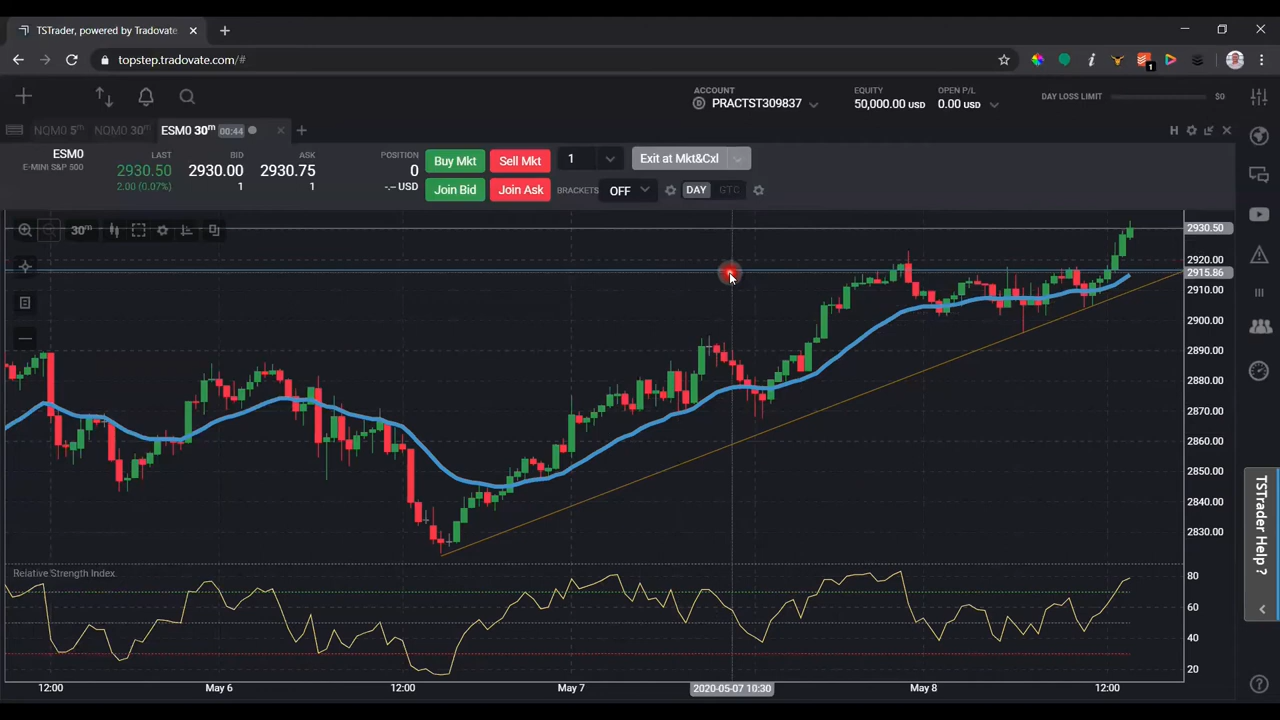 TSTrader, powered by Tradovate
topstep.tradovate.com/#
1
ACCOUNT
PRACTST309837
EQUITY
50,000.00 USD
OPEN P/L
0.00 USD
DAY LOSS LIMIT
$0
NQM0 5m
NQM0 30m
ESM0 30m
00:44
H
ESM0
E-MINI S&P 500
LAST
2930.50
2.00 (0.07%)
BID
2930.00
1
ASK
2930.75
1
POSITION
0
-.-- USD
Buy Mkt
Sell Mkt
1
Exit at Mkt&Cxl
Join Bid
Join Ask
BRACKETS
OFF
DAY
GTC
30m
2930.50
2920.00
2915.86
2910.00
2900.00
2890.00
2880.00
2870.00
2860.00
2850.00
2840.00
2830.00
Relative Strength Index
80
60
40
20
12:00
May 6
12:00
May 7
2020-05-07 10:30
May 8
12:00
TSTrader Help ?